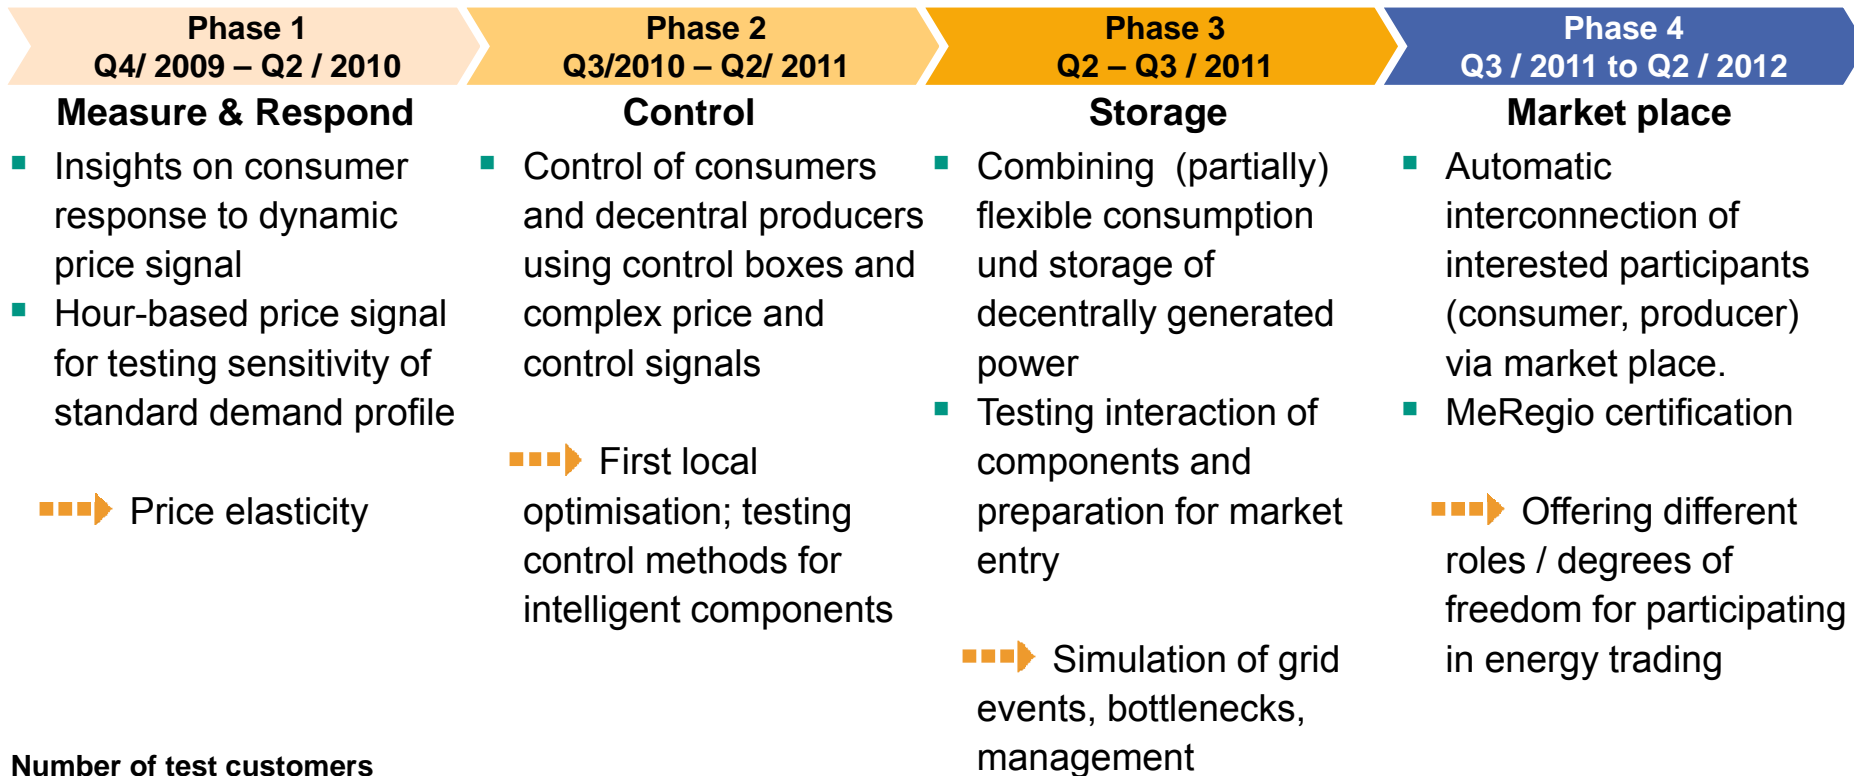 Phase 1
Q4/ 2009 – Q2 / 2010
Measure & Respond
Insights on consumer
response to dynamic
price signal
Hour-based price signal
for testing sensitivity of
standard demand profile
Price elasticity
Phase 2
Q3/2010 – Q2/ 2011
Control
Control of consumers
and decentral producers
using control boxes and
complex price and
control signals
First local
optimisation; testing
control methods for
intelligent components
Phase 3
Q2 – Q3 / 2011
Storage
Combining (partially)
flexible consumption
und storage of
decentrally generated
power
Testing interaction of
components and
preparation for market
entry
Simulation of grid
events, bottlenecks,
management
Phase 4
Q3 / 2011 to Q2 / 2012
Market place
Automatic
interconnection of
interested participants
(consumer, producer)
via market place.
MeRegio certification
Offering different
roles / degrees of
freedom for participating
in energy trading
Number of test customers